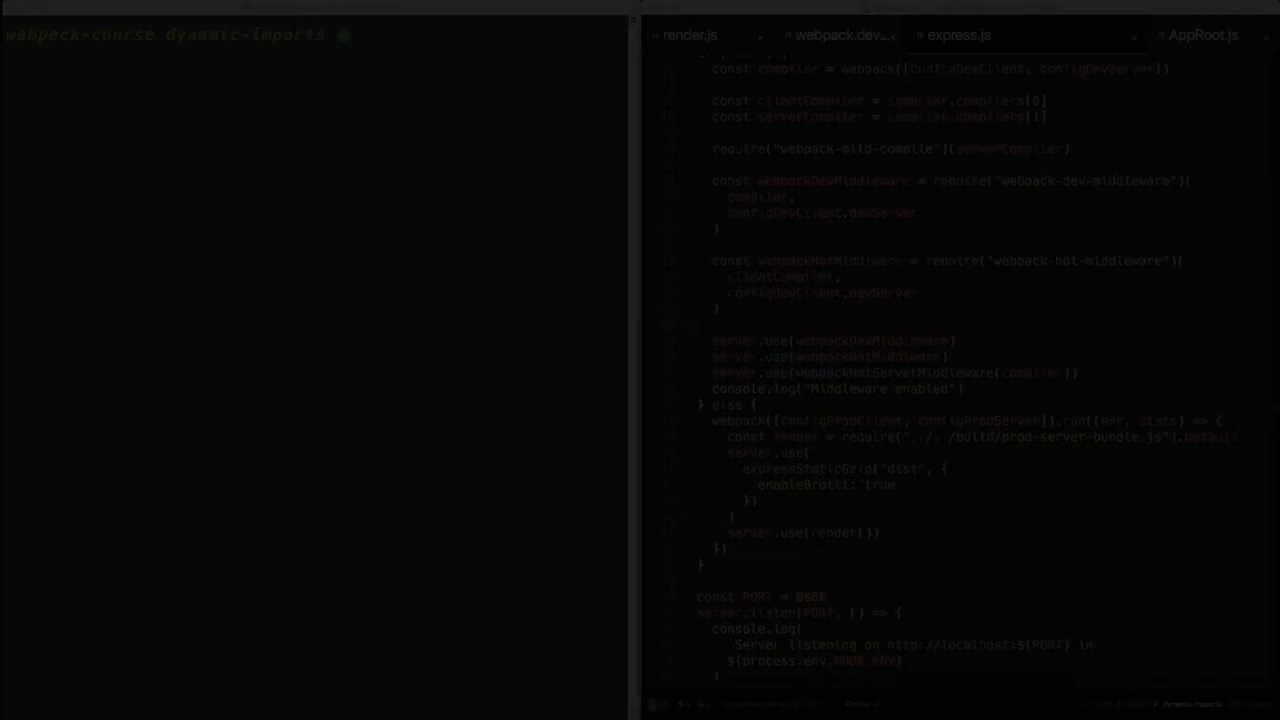 webpack-course dynamic-imports
render.js webpack.dev... express.js AppRoot.js
const compiler = webpack([configDevClient, configDevServer])
const clientCompiler = compiler.compilers[0]
const serverCompiler = compiler.compilers[1]
require("webpack-mild-compile")(serverCompiler)
const webpackDevMiddleware = require("webpack-dev-middleware")(
compiler,
configDevClient.devServer
)
const webpackHotMiddlware = require("webpack-hot-middleware")(
clientCompiler,
configDevClient.devServer
)
server.use(webpackDevMiddleware)
server.use(webpackHotMiddlware)
server.use(webpackHotServerMiddleware(compiler))
console.log("Middleware enabled")
} else {
webpack([configProdClient, configProdServer]).run((err, stats) => {
const render = require("../../build/prod-server-bundle.js").default
server.use(
expressStaticGzip("dist", {
enableBrotli: true
})
)
server.use(render())
})
}
const PORT = 8080
server.listen(PORT, () => {
console.log(
`Server listening on http://localhost:${PORT} in
${process.env.NODE_ENV}`
)
dynamic-imports